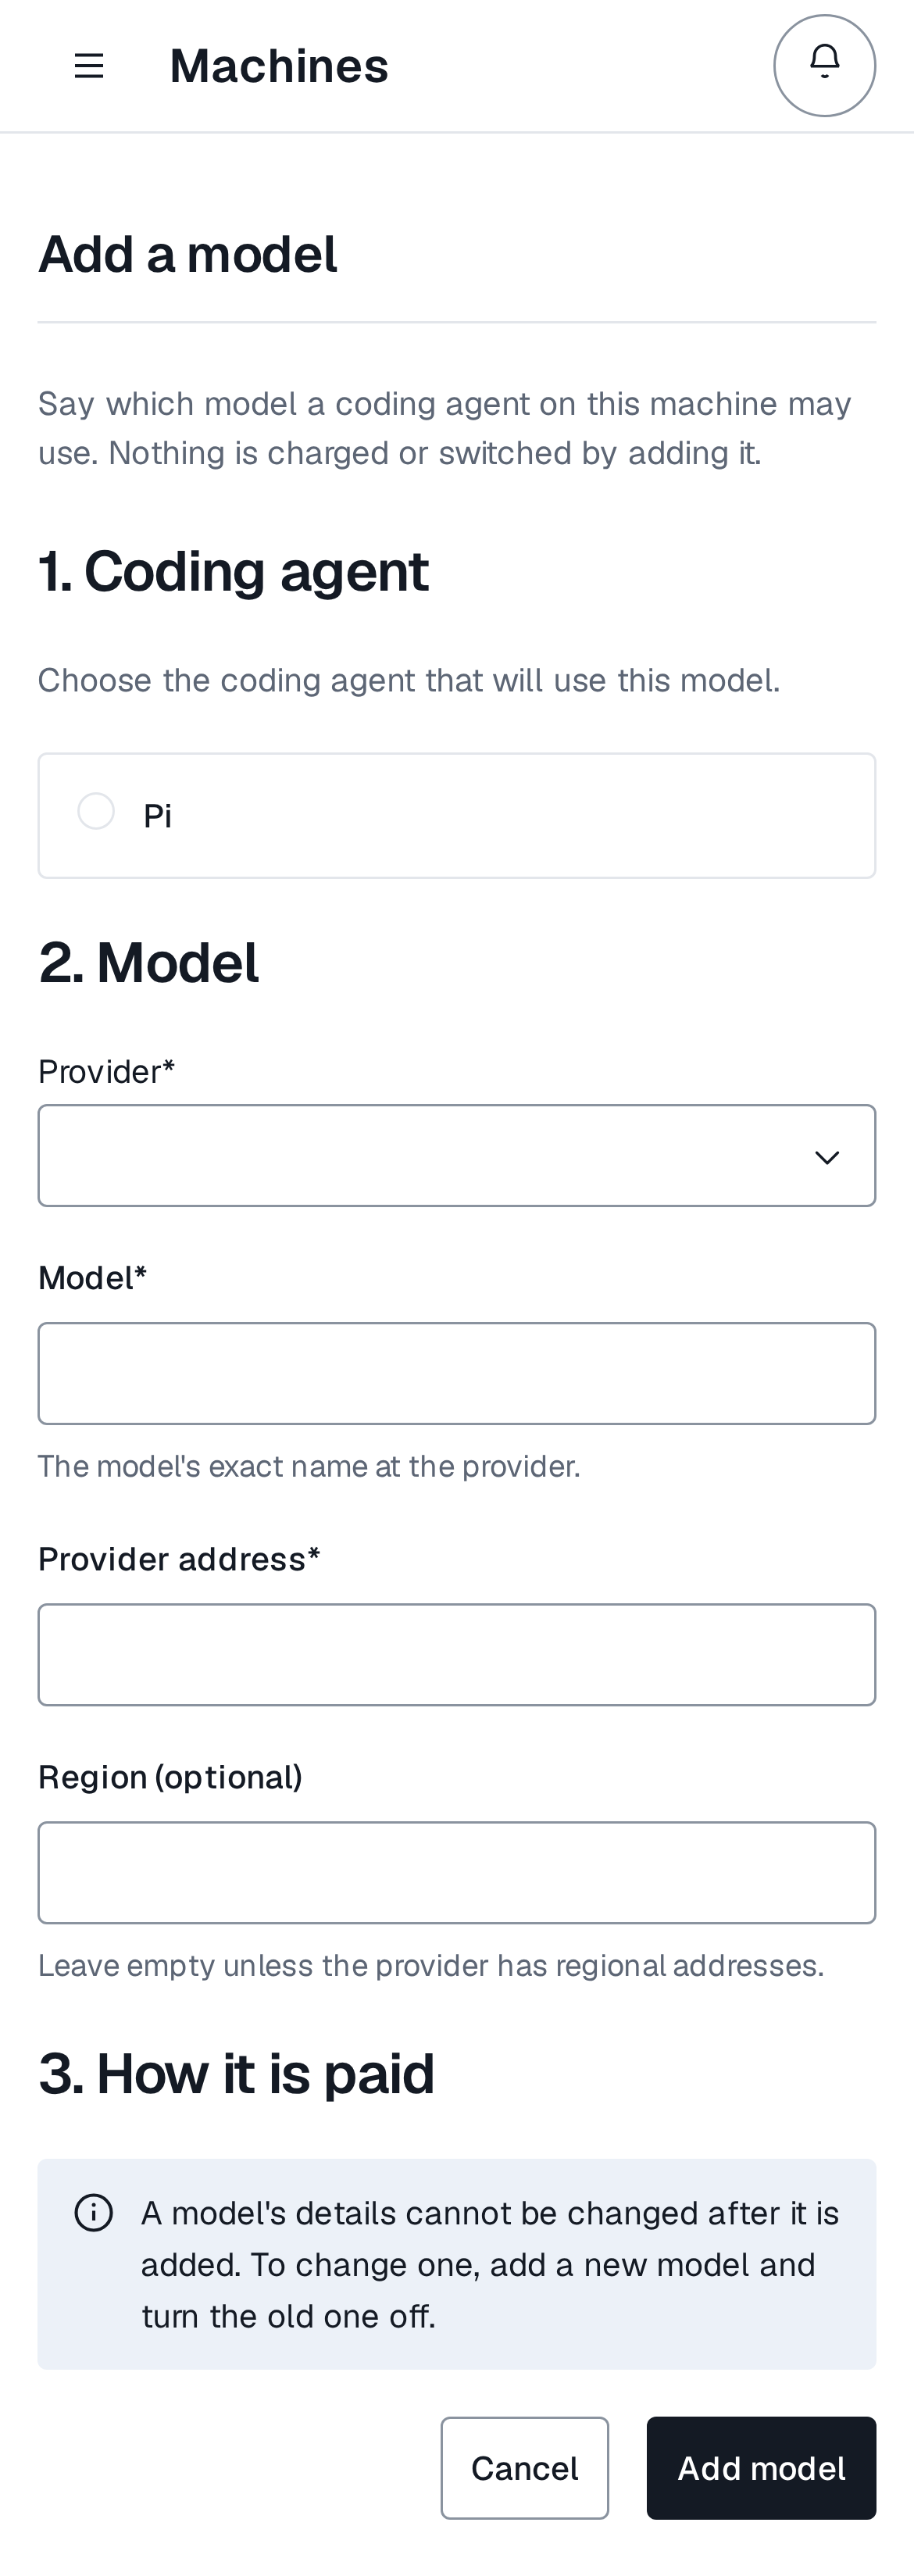 Machines
Add a model
Say which model a coding agent on this machine may
use. Nothing is charged or switched by adding it.
1. Coding agent
Choose the coding agent that will use this model.
Pi
2. Model
Provider*
Model*
The model's exact name at the provider.
Provider address*
Region (optional)
Leave empty unless the provider has regional addresses.
3. How it is paid
A model's details cannot be changed after it is
added. To change one, add a new model and
turn the old one off.
Cancel
Add model